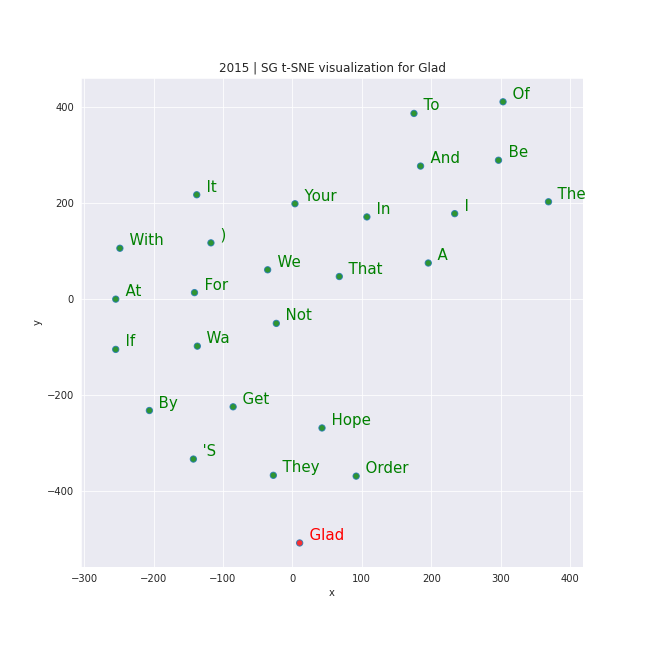 2015 | SG t-SNE visualization for Glad
Of
To
Be
And
It
The
Your
In
I
With
)
We
That
A
At
For
Not
If
Wa
By
Get
Hope
'S
They
Order
Glad
400
200
0
−200
−400
y
−300
−200
−100
0
100
200
300
400
x